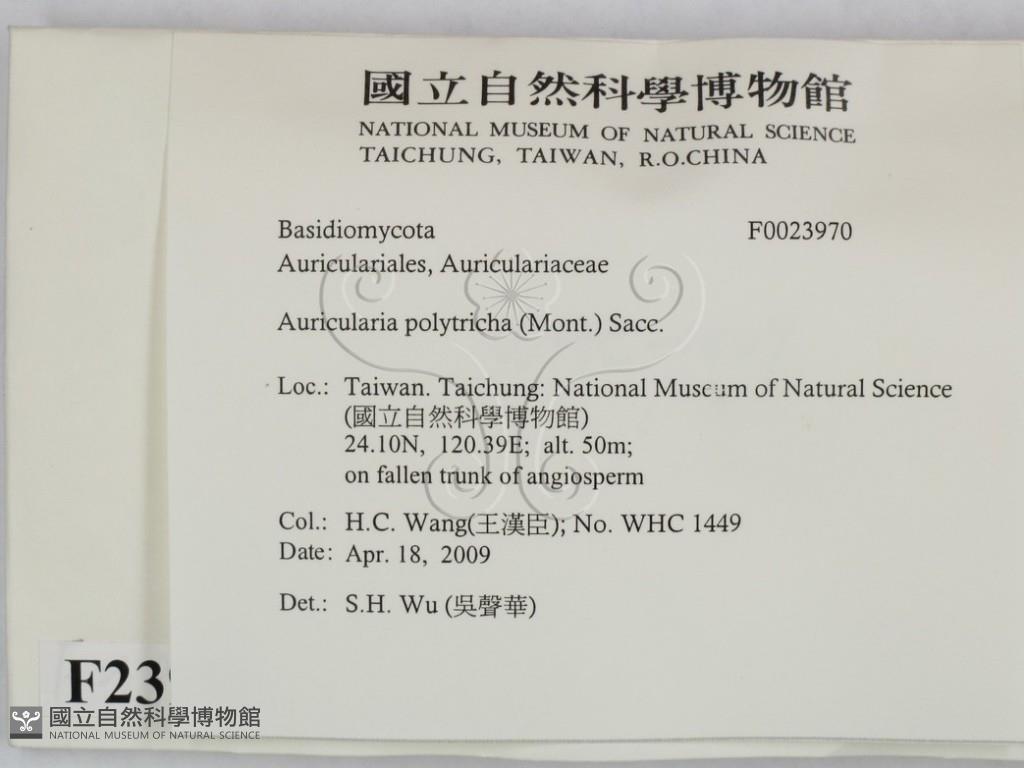 國立自然科學博物館
NATIONAL MUSEUM OF NATURAL SCIENCE
TAICHUNG, TAIWAN, R.O.CHINA
Basidiomycota F0023970
Auriculariales, Auriculariaceae
Auricularia polytricha (Mont.) Sacc.
Loc.: Taiwan. Taichung: National Museum of Natural Science
(國立自然科學博物館)
24.10N, 120.39E; alt. 50m;
on fallen trunk of angiosperm
Col.: H.C. Wang(王漢臣); No. WHC 1449
Date: Apr. 18, 2009
Det.: S.H. Wu (吳聲華)
F23
國立自然科學博物館
NATIONAL MUSEUM OF NATURAL SCIENCE